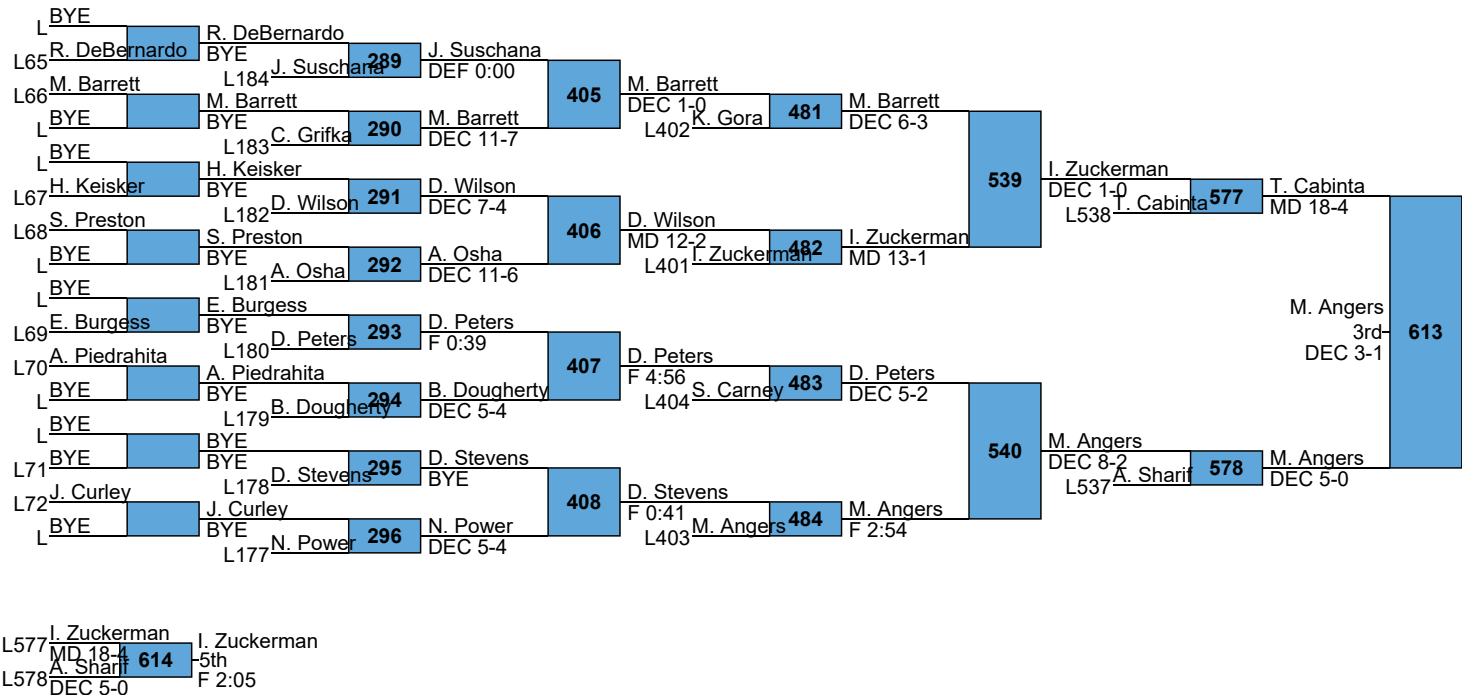 BYE
L
R. DeBernardo
L65
R. DeBernardo
BYE
289
J. Suschana
L184
J. Suschana
DEF 0:00
M. Barrett
L66
BYE
L
M. Barrett
BYE
290
C. Grifka
L183
M. Barrett
DEC 11-7
405
M. Barrett
DEC 1-0
K. Gora
L402
481
M. Barrett
DEC 6-3
BYE
L
H. Keisker
L67
H. Keisker
BYE
291
D. Wilson
L182
D. Wilson
DEC 7-4
S. Preston
L68
BYE
L
S. Preston
BYE
292
A. Osha
L181
A. Osha
DEC 11-6
406
D. Wilson
MD 12-2
I. Zuckerman
L401
482
I. Zuckerman
MD 13-1
539
I. Zuckerman
DEC 1-0
T. Cabinta
L538
577
T. Cabinta
MD 18-4
BYE
L
E. Burgess
L69
E. Burgess
BYE
293
D. Peters
L180
D. Peters
F 0:39
A. Piedrahita
L70
BYE
L
A. Piedrahita
BYE
294
B. Dougherty
L179
B. Dougherty
DEC 5-4
407
D. Peters
F 4:56
S. Carney
L404
483
D. Peters
DEC 5-2
BYE
L
BYE
L71
BYE
BYE
295
D. Stevens
L178
D. Stevens
BYE
J. Curley
L72
BYE
L
J. Curley
BYE
296
N. Power
L177
N. Power
DEC 5-4
408
D. Stevens
F 0:41
M. Angers
L403
484
M. Angers
F 2:54
540
M. Angers
DEC 8-2
A. Sharif
L537
578
M. Angers
DEC 5-0
M. Angers
3rd
DEC 3-1
613
I. Zuckerman
L577
MD 18-4
A. Sharif
L578
DEC 5-0
614
I. Zuckerman
5th
F 2:05